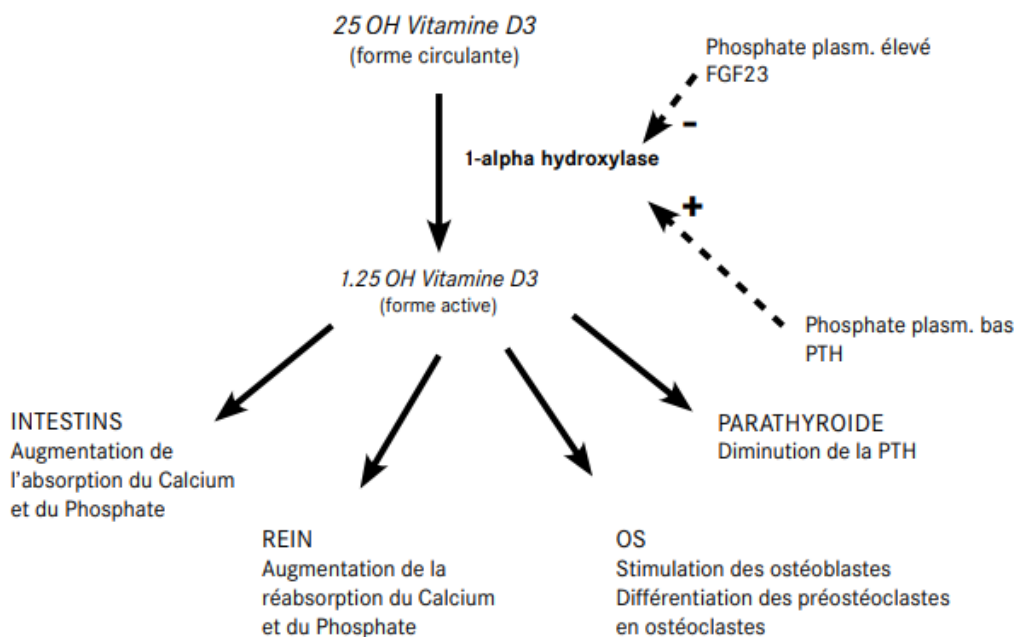 25 OH Vitamine D3
(forme circulante)
Phosphate plasm. élevé
FGF23
-
1-alpha hydroxylase
+
1.25 OH Vitamine D3
(forme active)
Phosphate plasm. bas
PTH
INTESTINS
Augmentation de
l'absorption du Calcium
et du Phosphate
PARATHYROIDE
Diminution de la PTH
REIN
Augmentation de la
réabsorption du Calcium
et du Phosphate
OS
Stimulation des ostéoblastes
Différentiation des préostéoclastes
en ostéoclastes